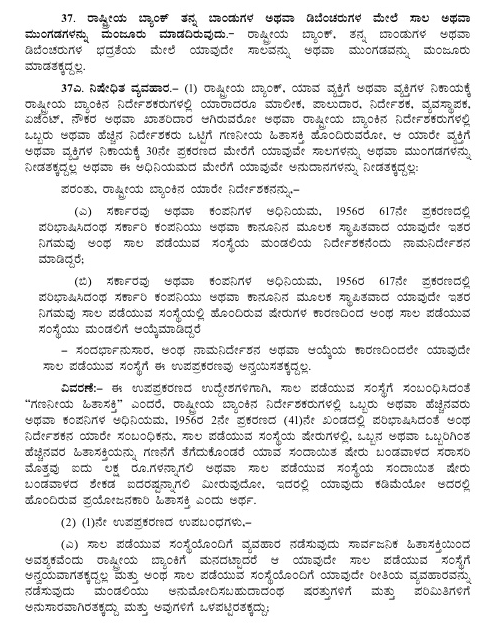 37. ರಾಷ್ಟ್ರೀಯ ಬ್ಯಾಂಕ್ ತನ್ನ ಬಾಂಡುಗಳ ಅಥವಾ ಡಿಬೆಂಚರುಗಳ ಮೇಲೆ ಸಾಲ ಅಥವಾ
ಮುಂಗಡಗಳನ್ನು ಮಂಜೂರು ಮಾಡದಿರುವುದು.- ರಾಷ್ಟ್ರೀಯ ಬ್ಯಾಂಕ್, ತನ್ನ ಬಾಂಡುಗಳ ಅಥವಾ
ಡಿಬೆಂಚರುಗಳ ಭದ್ರತೆಯ ಮೇಲೆ ಯಾವುದೇ ಸಾಲವನ್ನು ಅಥವಾ ಮುಂಗಡವನ್ನು ಮಂಜೂರು
ಮಾಡತಕ್ಕದ್ದಲ್ಲ.
37ಎ. ನಿಷೇಧಿತ ವ್ಯವಹಾರ.- (1) ರಾಷ್ಟ್ರೀಯ ಬ್ಯಾಂಕ್, ಯಾವ ವ್ಯಕ್ತಿಗೆ ಅಥವಾ ವ್ಯಕ್ತಿಗಳ ನಿಕಾಯಕ್ಕೆ
ರಾಷ್ಟ್ರೀಯ ಬ್ಯಾಂಕಿನ ನಿರ್ದೇಶಕರುಗಳಲ್ಲಿ ಯಾರಾದರೂ ಮಾಲೀಕ, ಪಾಲುದಾರ, ನಿರ್ದೇಶಕ, ವ್ಯವಸ್ಥಾಪಕ,
ಏಜೆಂಟ್, ನೌಕರ ಅಥವಾ ಖಾತರಿದಾರ ಆಗಿರುವರೋ ಅಥವಾ ರಾಷ್ಟ್ರೀಯ ಬ್ಯಾಂಕಿನ ನಿರ್ದೇಶಕರುಗಳಲ್ಲಿ
ಒಬ್ಬರು ಅಥವಾ ಹೆಚ್ಚಿನ ನಿರ್ದೇಶಕರು ಒಟ್ಟಿಗೆ ಗಣನೀಯ ಹಿತಾಸಕ್ತಿ ಹೊಂದಿರುವರೋ, ಆ ಯಾರೇ ವ್ಯಕ್ತಿಗೆ
ಅಥವಾ ವ್ಯಕ್ತಿಗಳ ನಿಕಾಯಕ್ಕೆ 30ನೇ ಪ್ರಕರಣದ ಮೇರೆಗೆ ಯಾವುವೇ ಸಾಲಗಳನ್ನು ಅಥವಾ ಮುಂಗಡಗಳನ್ನು
ನೀಡತಕ್ಕದ್ದಲ್ಲ ಅಥವಾ ಈ ಅಧಿನಿಯಮದ ಮೇರೆಗೆ ಯಾವುವೇ ಅನುದಾನಗಳನ್ನು ನೀಡತಕ್ಕದ್ದಲ್ಲ:
ಪರಂತು, ರಾಷ್ಟ್ರೀಯ ಬ್ಯಾಂಕಿನ ಯಾರೇ ನಿರ್ದೇಶಕನನ್ನು,–
(ಎ) ಸರ್ಕಾರವು ಅಥವಾ ಕಂಪನಿಗಳ ಅಧಿನಿಯಮ, 1956ರ 617ನೇ ಪ್ರಕರಣದಲ್ಲಿ
ಪರಿಭಾಷಿಸಿದಂಥ ಸರ್ಕಾರಿ ಕಂಪನಿಯು ಅಥವಾ ಕಾನೂನಿನ ಮೂಲಕ ಸ್ಥಾಪಿತವಾದ ಯಾವುದೇ ಇತರ
ನಿಗಮವು ಅಂಥ ಸಾಲ ಪಡೆಯುವ ಸಂಸ್ಥೆಯ ಮಂಡಲಿಯ ನಿರ್ದೇಶಕನೆಂದು ನಾಮನಿರ್ದೇಶನ
ಮಾಡಿದ್ದರೆ;
(ಬಿ) ಸರ್ಕಾರವು ಅಥವಾ ಕಂಪನಿಗಳ ಅಧಿನಿಯಮ, 1956ರ 617ನೇ ಪ್ರಕರಣದಲ್ಲಿ
ಪರಿಭಾಷಿಸಿದಂಥ ಸರ್ಕಾರಿ ಕಂಪನಿಯು ಅಥವಾ ಕಾನೂನಿನ ಮೂಲಕ ಸ್ಥಾಪಿತವಾದ ಯಾವುದೇ ಇತರ
ನಿಗಮವು ಸಾಲ ಪಡೆಯುವ ಸಂಸ್ಥೆಯಲ್ಲಿ ಹೊಂದಿರುವ ಷೇರುಗಳ ಕಾರಣದಿಂದ ಅಂಥ ಸಾಲ ಪಡೆಯುವ
ಸಂಸ್ಥೆಯು ಮಂಡಲಿಗೆ ಆಯ್ಕೆಮಾಡಿದ್ದರೆ
– ಸಂದರ್ಭಾನುಸಾರ, ಅಂಥ ನಾಮನಿರ್ದೇಶನ ಅಥವಾ ಆಯ್ಕೆಯ ಕಾರಣದಿಂದಲೇ ಯಾವುದೇ
ಸಾಲ ಪಡೆಯುವ ಸಂಸ್ಥೆಗೆ ಈ ಉಪಪ್ರಕರಣವು ಅನ್ವಯಿಸತಕ್ಕದ್ದಲ್ಲ.
ವಿವರಣೆ:- ಈ ಉಪಪ್ರಕರಣದ ಉದ್ದೇಶಗಳಿಗಾಗಿ, ಸಾಲ ಪಡೆಯುವ ಸಂಸ್ಥೆಗೆ ಸಂಬಂಧಿಸಿದಂತೆ
“ಗಣನೀಯ ಹಿತಾಸಕ್ತಿ” ಎಂದರೆ, ರಾಷ್ಟ್ರೀಯ ಬ್ಯಾಂಕಿನ ನಿರ್ದೇಶಕರುಗಳಲ್ಲಿ ಒಬ್ಬರು ಅಥವಾ ಹೆಚ್ಚಿನವರು
ಅಥವಾ ಕಂಪನಿಗಳ ಅಧಿನಿಯಮ, 1956ರ 2ನೇ ಪ್ರಕರಣದ (41)ನೇ ಖಂಡದಲ್ಲಿ ಪರಿಭಾಷಿಸಿದಂತೆ ಅಂಥ
ನಿರ್ದೇಶಕನ ಯಾರೇ ಸಂಬಂಧಿಕನು, ಸಾಲ ಪಡೆಯುವ ಸಂಸ್ಥೆಯ ಷೇರುಗಳಲ್ಲಿ, ಒಬ್ಬನ ಅಥವಾ ಒಬ್ಬರಿಗಿಂತ
ಹೆಚ್ಚಿನವರ ಹಿತಾಸಕ್ತಿಯನ್ನು ಗಣನೆಗೆ ತೆಗೆದುಕೊಂಡರೆ ಯಾವ ಸಂದಾಯಿತ ಷೇರು ಬಂಡವಾಳದ ಸರಾಸರಿ
ಮೊತ್ತವು ಐದು ಲಕ್ಷ ರೂ.ಗಳನ್ನಾಗಲಿ ಅಥವಾ ಸಾಲ ಪಡೆಯುವ ಸಂಸ್ಥೆಯ ಸಂದಾಯಿತ ಷೇರು
ಬಂಡವಾಳದ ಶೇಕಡ ಐದರಷ್ಟನ್ನಾಗಲಿ ಮೀರುವುದೋ, ಇದರಲ್ಲಿ ಯಾವುದು ಕಡಿಮೆಯೋ ಅದರಲ್ಲಿ
ಹೊಂದಿರುವ ಪ್ರಯೋಜನಕಾರಿ ಹಿತಾಸಕ್ತಿ ಎಂದು ಅರ್ಥ.
(2) (1)ನೇ ಉಪಪ್ರಕರಣದ ಉಪಬಂಧಗಳು,–
(ಎ) ಸಾಲ ಪಡೆಯುವ ಸಂಸ್ಥೆಯೊಂದಿಗೆ ವ್ಯವಹಾರ ನಡೆಸುವುದು ಸಾರ್ವಜನಿಕ ಹಿತಾಸಕ್ತಿಯಿಂದ
ಅವಶ್ಯಕವೆಂದು ರಾಷ್ಟ್ರೀಯ ಬ್ಯಾಂಕಿಗೆ ಮನದಟ್ಟಾದರೆ ಆ ಯಾವುದೇ ಸಾಲ ಪಡೆಯುವ ಸಂಸ್ಥೆಗೆ
ಅನ್ವಯವಾಗತಕ್ಕದ್ದಲ್ಲ ಮತ್ತು ಅಂಥ ಸಾಲ ಪಡೆಯುವ ಸಂಸ್ಥೆಯೊಂದಿಗೆ ಯಾವುದೇ ರೀತಿಯ ವ್ಯವಹಾರವನ್ನು
ನಡೆಸುವುದು ಮಂಡಲಿಯು ಅನುಮೋದಿಸಬಹುದಾದಂಥ ಷರತ್ತುಗಳಿಗೆ ಮತ್ತು ಪರಿಮಿತಿಗಳಿಗೆ
ಅನುಸಾರವಾಗಿರತಕ್ಕದ್ದು ಮತ್ತು ಅವುಗಳಿಗೆ ಒಳಪಟ್ಟಿರತಕ್ಕದ್ದು;